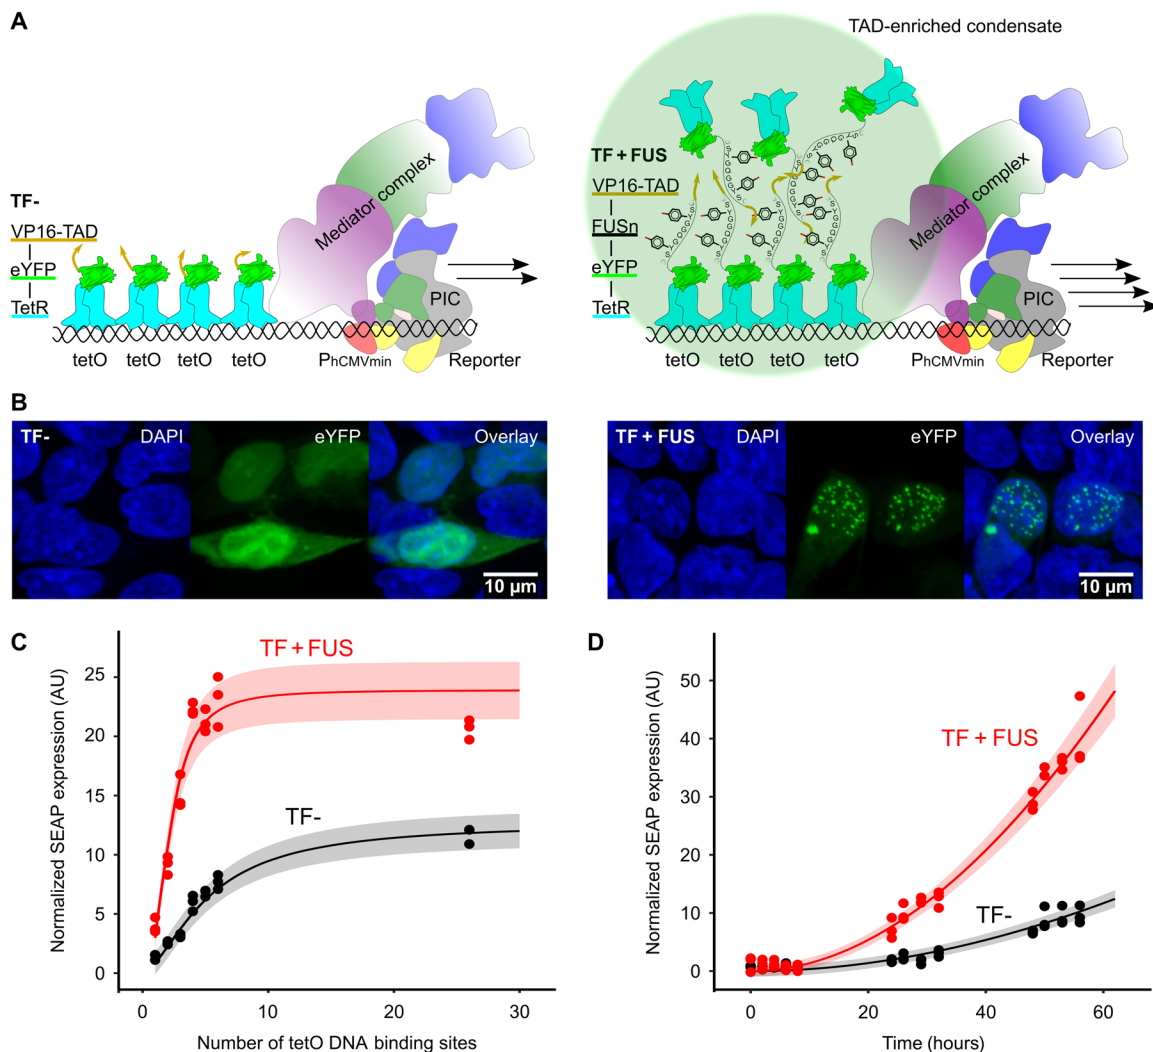 A
TF-
VP16-TAD
eYFP
TetR
Mediator complex
PIC
tetO tetO tetO tetO
PhCMVmin
Reporter
TAD-enriched condensate
TF + FUS
VP16-TAD
FUSn
eYFP
TetR
Mediator complex
PIC
tetO tetO tetO tetO
PhCMVmin
Reporter
B
TF- DAPI eYFP Overlay
10 µm
TF + FUS DAPI eYFP Overlay
10 µm
C
Normalized SEAP expression (AU)
25
20
15
10
5
0
TF + FUS
TF-
0 10 20 30
Number of tetO DNA binding sites
D
Normalized SEAP expression (AU)
50
40
30
20
10
0
TF + FUS
TF-
0 20 40 60
Time (hours)